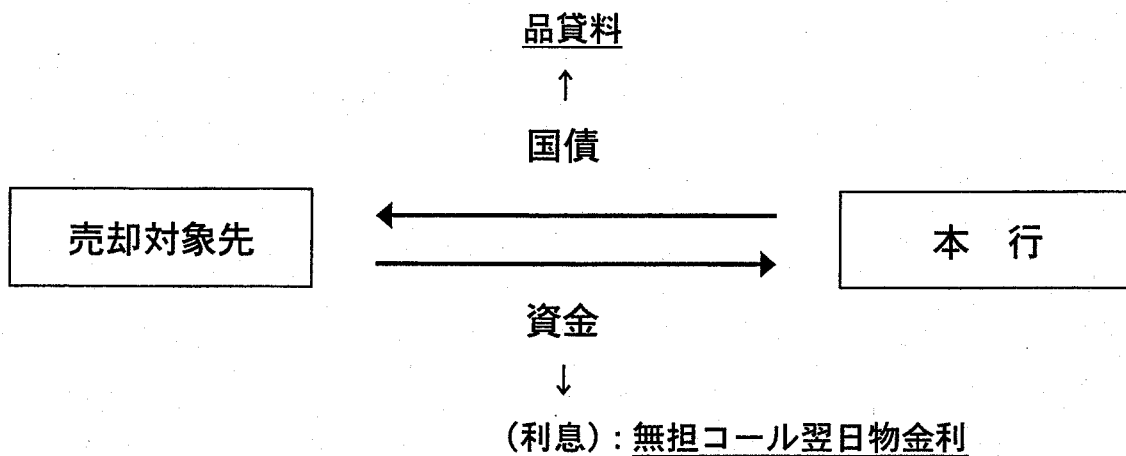 品貸料
↑
国債
売却対象先
本 行
資金
↓
(利息):無担コール翌日物金利